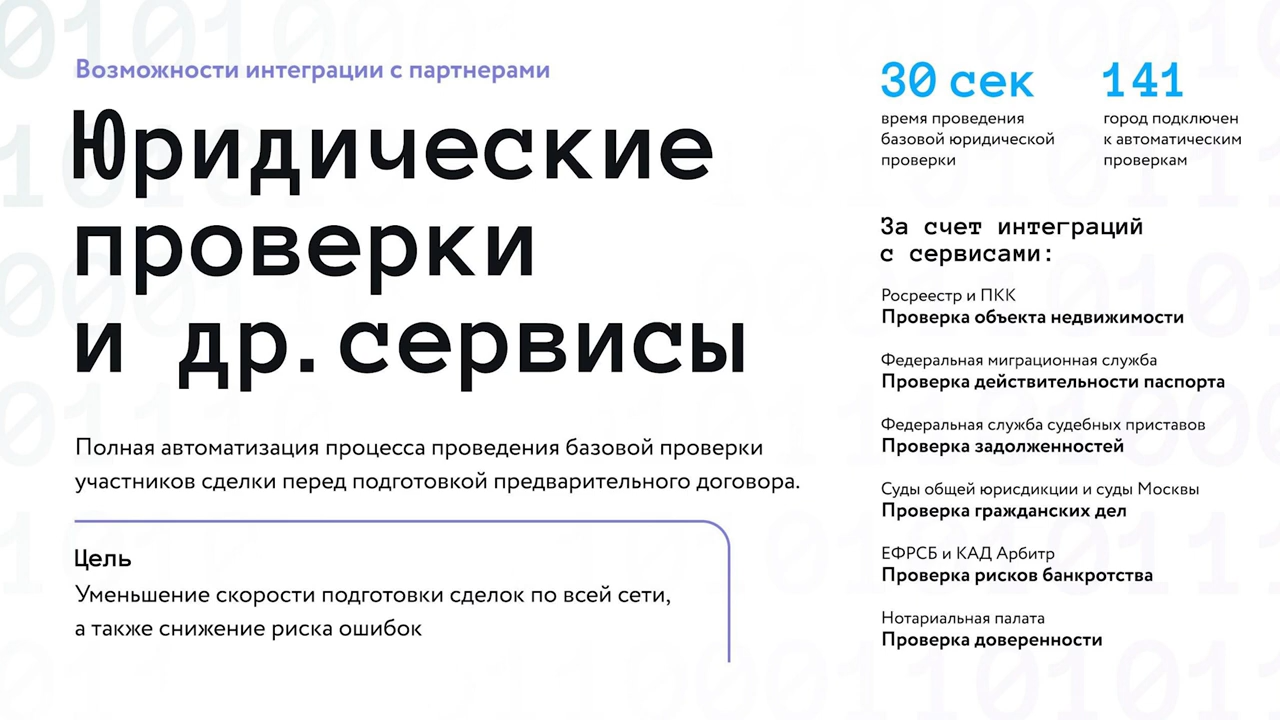 Возможности интеграции с партнерами
Юридические
проверки
и др. сервисы
Полная автоматизация процесса проведения базовой проверки
участников сделки перед подготовкой предварительного договора.
Цель
Уменьшение скорости подготовки сделок по всей сети,
а также снижение риска ошибок
30 сек
время проведения
базовой юридической
проверки
141
город подключен
к автоматическим
проверкам
За счет интеграций
с сервисами:
Росреестр и ПКК
Проверка объекта недвижимости
Федеральная миграционная служба
Проверка действительности паспорта
Федеральная служба судебных приставов
Проверка задолженностей
Суды общей юрисдикции и суды Москвы
Проверка гражданских дел
ЕФРСБ и КАД Арбитр
Проверка рисков банкротства
Нотариальная палата
Проверка доверенности